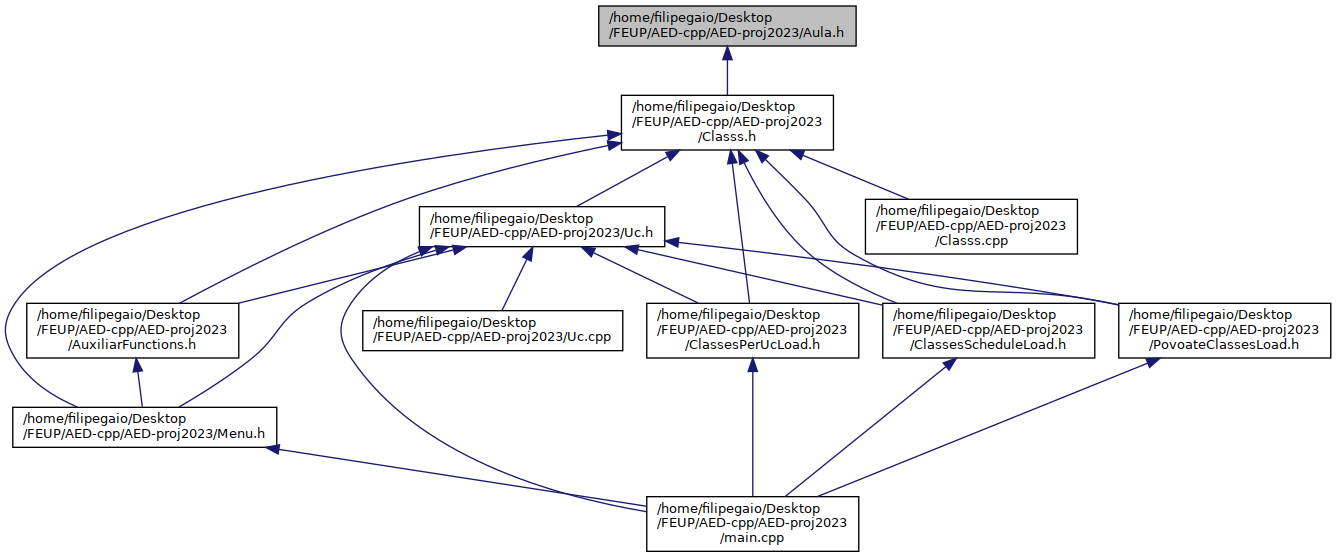 /home/filipegaio/Desktop
/FEUP/AED-cpp/AED-proj2023/Aula.h
/home/filipegaio/Desktop
/FEUP/AED-cpp/AED-proj2023
/Classs.h
/home/filipegaio/Desktop
/FEUP/AED-cpp/AED-proj2023/Uc.h
/home/filipegaio/Desktop
/FEUP/AED-cpp/AED-proj2023
/Classs.cpp
/home/filipegaio/Desktop
/FEUP/AED-cpp/AED-proj2023
/AuxiliarFunctions.h
/home/filipegaio/Desktop
/FEUP/AED-cpp/AED-proj2023/Uc.cpp
/home/filipegaio/Desktop
/FEUP/AED-cpp/AED-proj2023
/ClassesPerUcLoad.h
/home/filipegaio/Desktop
/FEUP/AED-cpp/AED-proj2023
/ClassesScheduleLoad.h
/home/filipegaio/Desktop
/FEUP/AED-cpp/AED-proj2023
/PovoateClassesLoad.h
/home/filipegaio/Desktop
/FEUP/AED-cpp/AED-proj2023/Menu.h
/home/filipegaio/Desktop
/FEUP/AED-cpp/AED-proj2023
/main.cpp